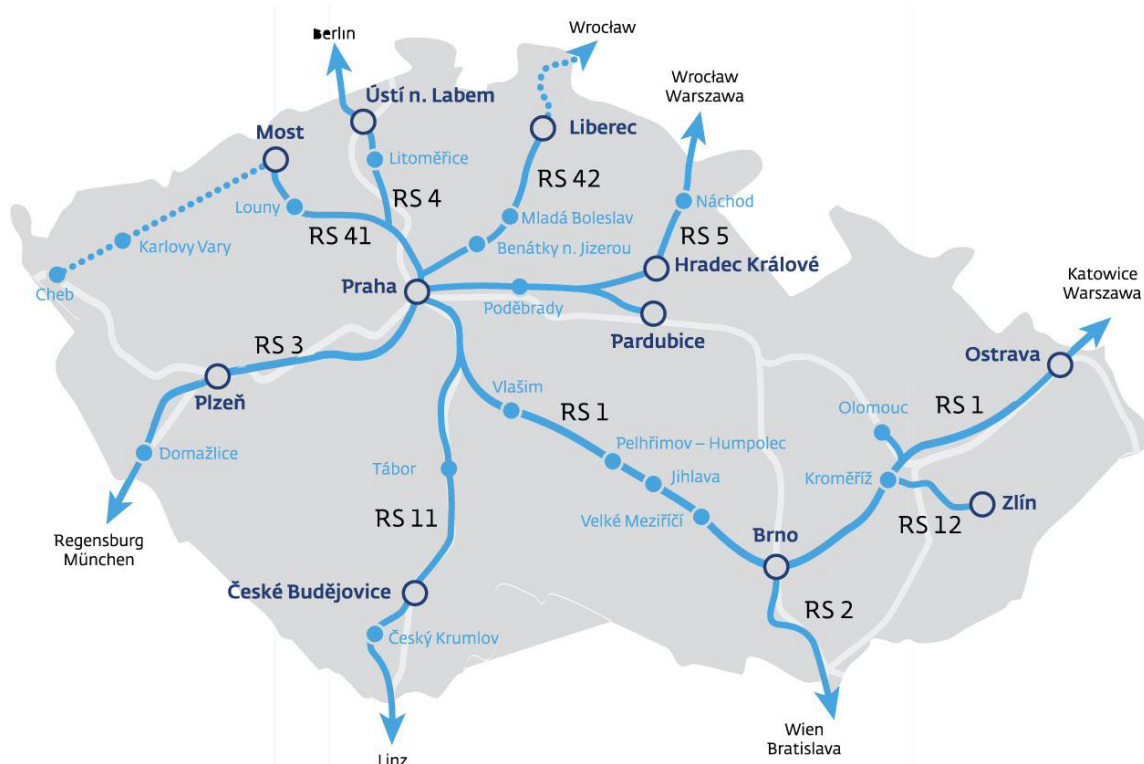 Berlin
Wrocław
Wrocław
Warszawa
Ústí n. Labem
Most
Liberec
Litoměřice
RS 42
Louny
RS 4
Náchod
Mladá Boleslav
RS 41
RS 5
Karlovy Vary
Benátky n. Jizerou
Hradec Králové
Cheb
Praha
Poděbrady
Katowice
Warszawa
Pardubice
RS 3
Ostrava
Plzeň
Vlašim
RS 1
Olomouc
RS 1
Domažlice
Tábor
Pelhřimov – Humpolec
Jihlava
Kroměříž
Zlín
RS 11
Velké Meziříčí
RS 12
Regensburg
München
Brno
České Budějovice
RS 2
Český Krumlov
Wien
Bratislava
Linz